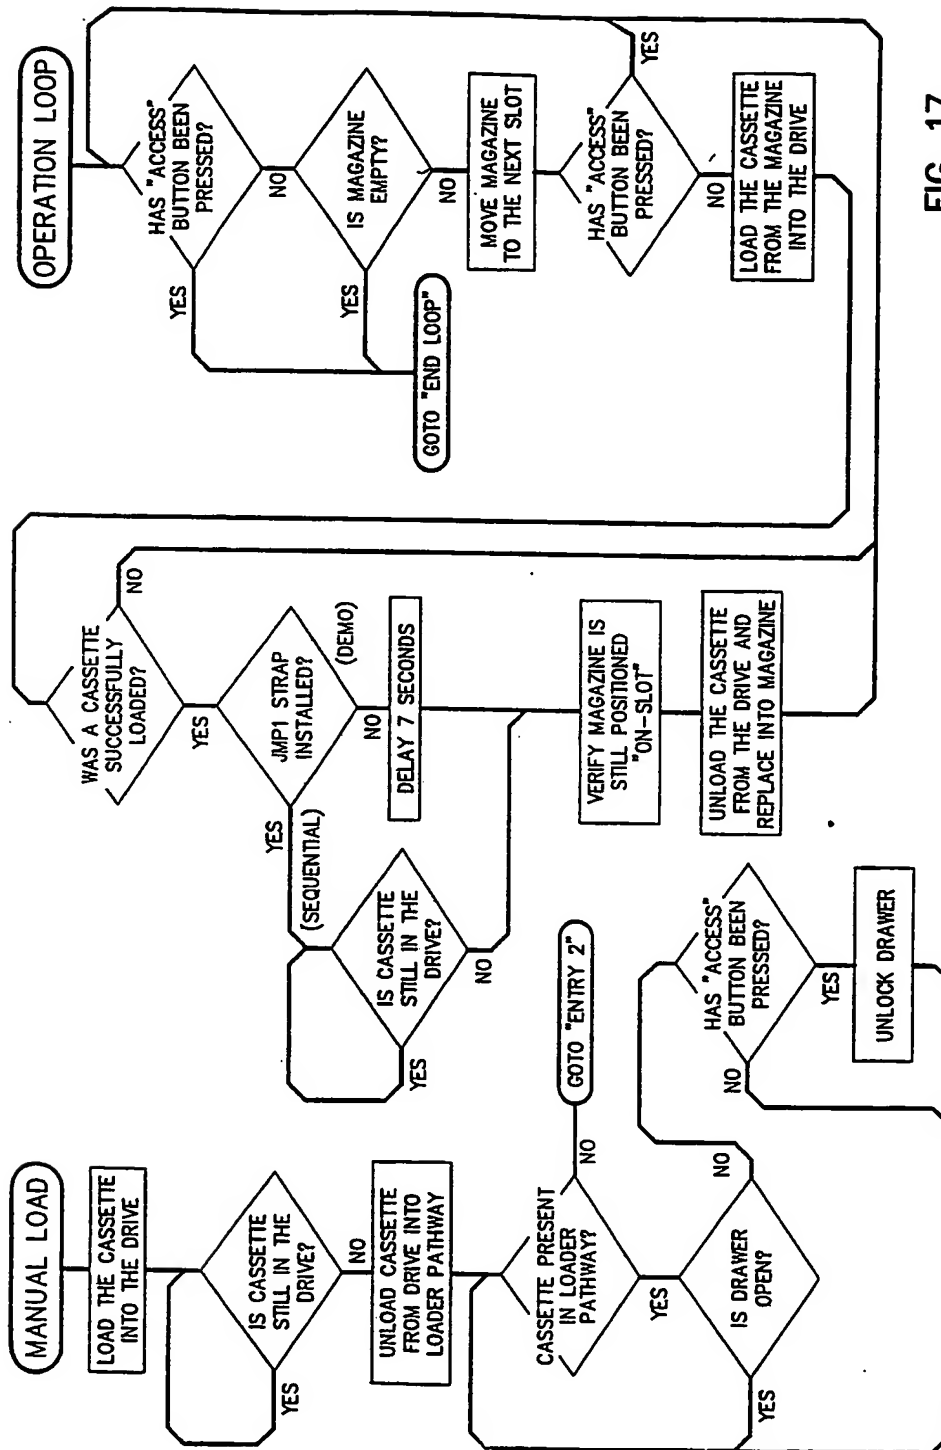 MANUAL LOAD
LOAD THE CASSETTE
INTO THE DRIVE
IS CASSETTE
STILL IN THE
DRIVE?
YES
NO
UNLOAD CASSETTE
FROM DRIVE INTO
LOADER PATHWAY
CASSETTE PRESENT
IN LOADER
PATHWAY?
NO
GOTO "ENTRY 2"
YES
IS DRAWER
OPEN?
YES
NO
HAS "ACCESS"
BUTTON BEEN
PRESSED?
NO
YES
UNLOCK DRAWER
WAS A CASSETTE
SUCCESSFULLY
LOADED?
NO
YES
JMP1 STRAP
INSTALLED?
YES
(SEQUENTIAL)
NO
(DEMO)
IS CASSETTE
STILL IN THE
DRIVE?
YES
NO
DELAY 7 SECONDS
VERIFY MAGAZINE IS
STILL POSITIONED
"ON-SLOT"
UNLOAD THE CASSETTE
FROM THE DRIVE AND
REPLACE INTO MAGAZINE
OPERATION LOOP
HAS "ACCESS"
BUTTON BEEN
PRESSED?
YES
NO
IS MAGAZINE
EMPTY?
YES
NO
GOTO "END LOOP"
MOVE MAGAZINE
TO THE NEXT SLOT
HAS "ACCESS"
BUTTON BEEN
PRESSED?
YES
NO
LOAD THE CASSETTE
FROM THE MAGAZINE
INTO THE DRIVE
FIG. 17